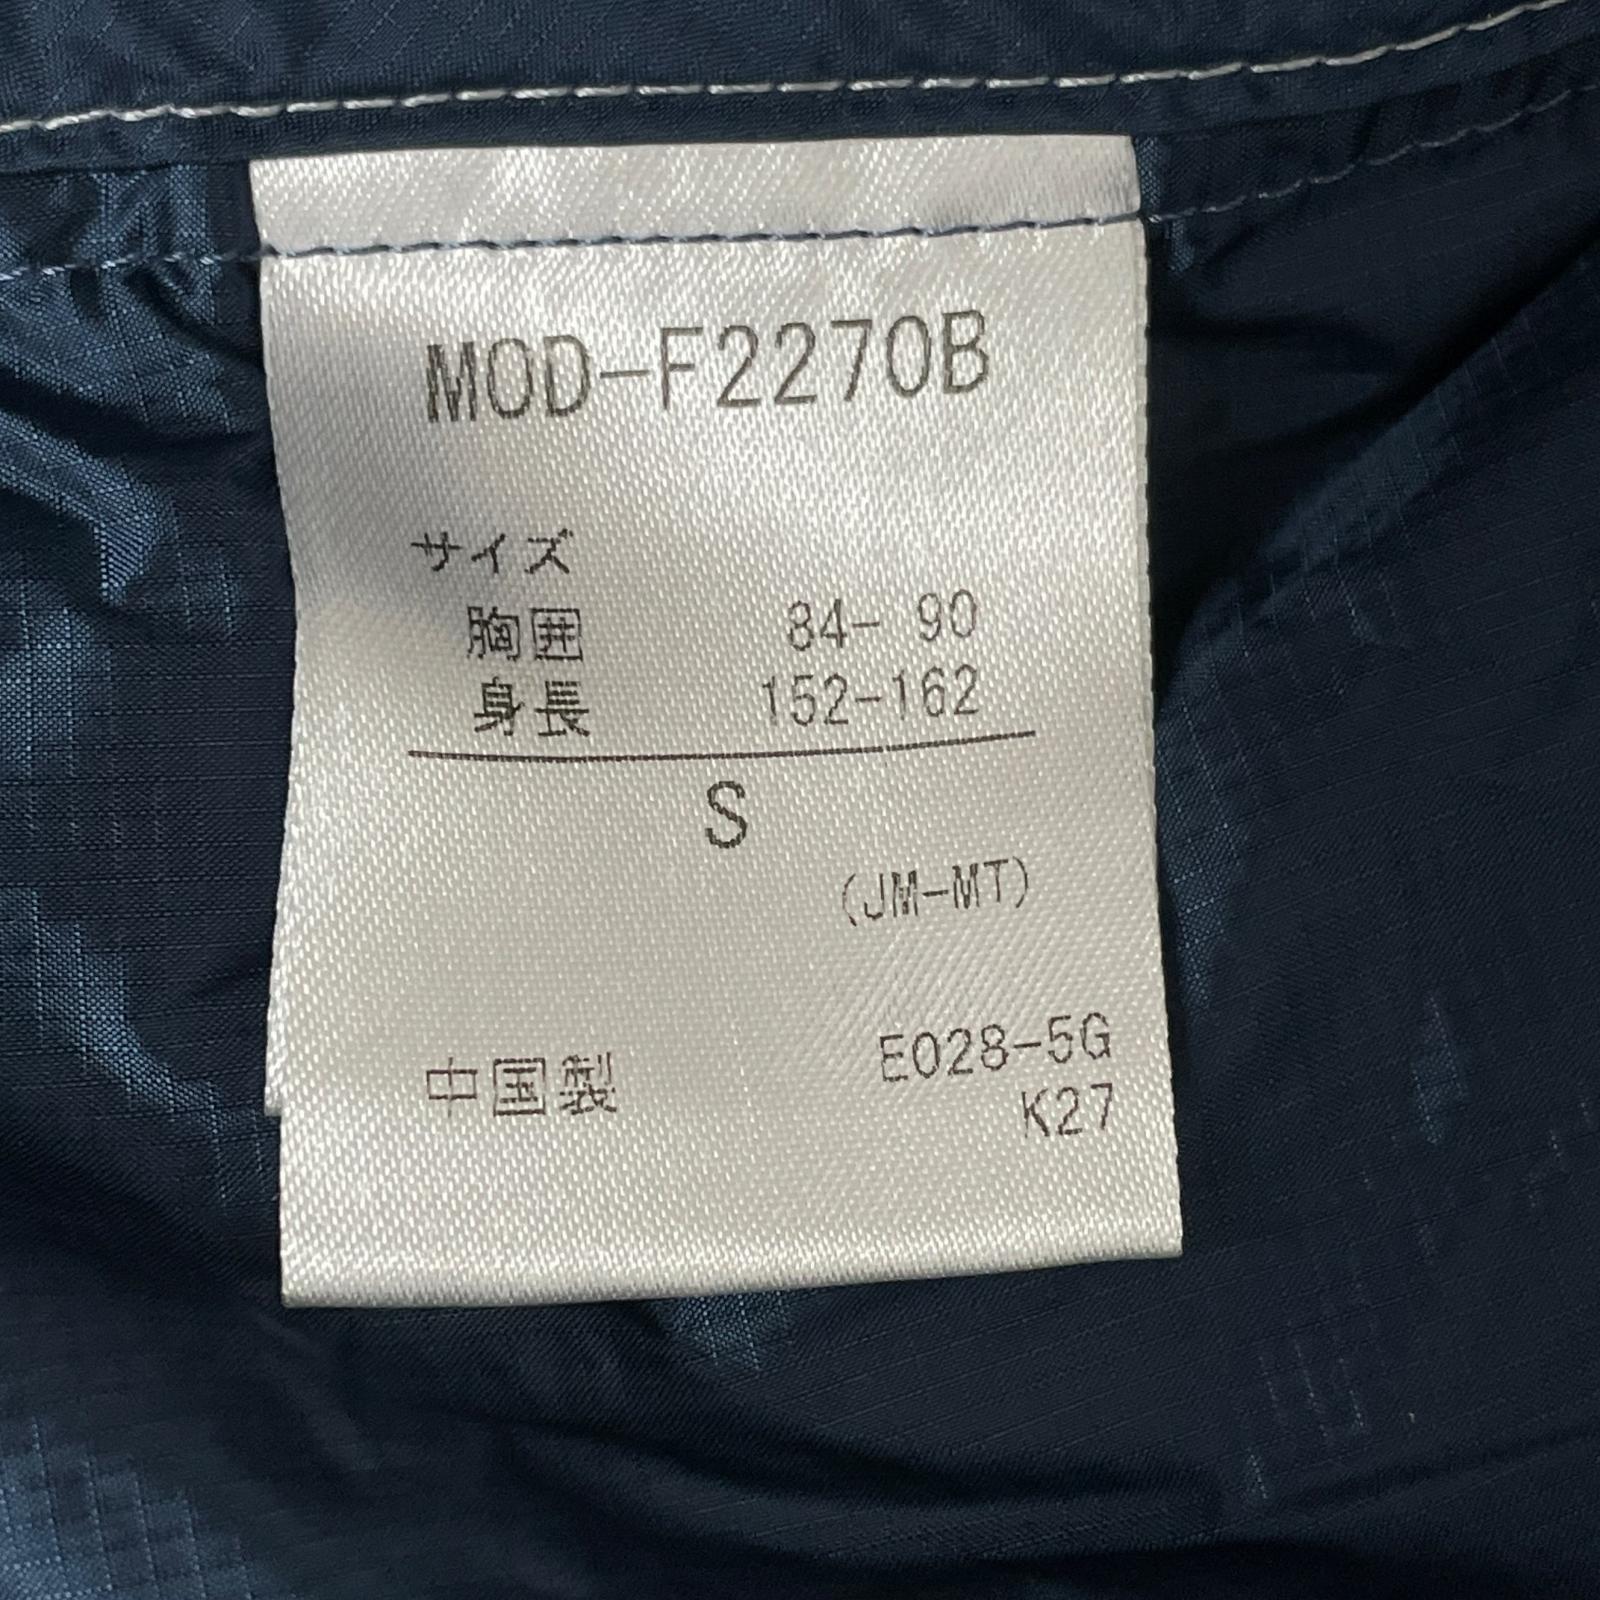 MOD-F2270B
サイズ
胸囲 84- 90
身長 152-162
S
(JM-MT)
中国製 E028-5G
K27